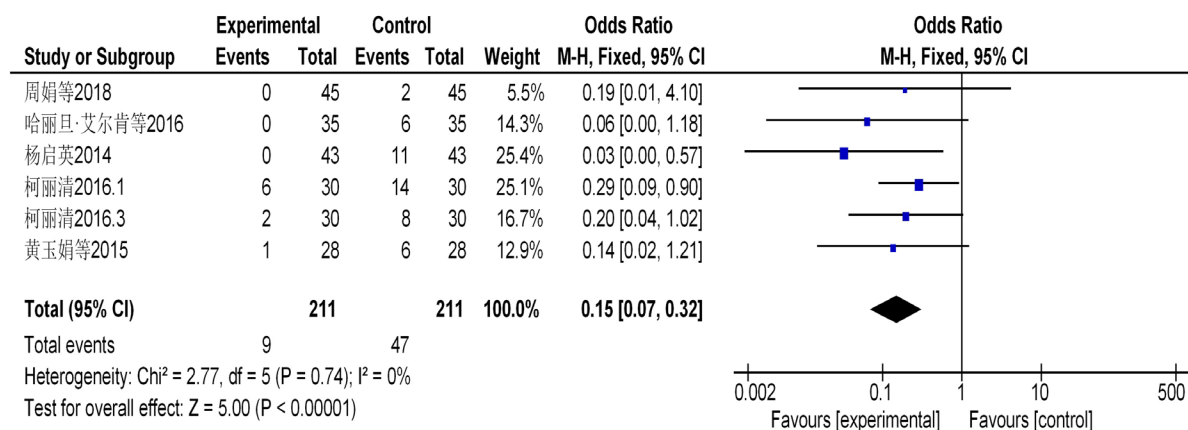 Experimental Control Odds Ratio Odds Ratio
Study or Subgroup Events Total Events Total Weight M-H, Fixed, 95% CI M-H, Fixed, 95% CI
周娟等2018 0 45 2 45 5.5% 0.19 [0.01, 4.10]
哈丽旦·艾尔肯等2016 0 35 6 35 14.3% 0.06 [0.00, 1.18]
杨启英2014 0 43 11 43 25.4% 0.03 [0.00, 0.57]
柯丽清2016.1 6 30 14 30 25.1% 0.29 [0.09, 0.90]
柯丽清2016.3 2 30 8 30 16.7% 0.20 [0.04, 1.02]
黄玉娟等2015 1 28 6 28 12.9% 0.14 [0.02, 1.21]
Total (95% CI) 211 211 100.0% 0.15 [0.07, 0.32]
Total events 9 47
Heterogeneity: Chi² = 2.77, df = 5 (P = 0.74); I² = 0%
Test for overall effect: Z = 5.00 (P < 0.00001)
0.002 0.1 1 10 500
Favours [experimental] Favours [control]